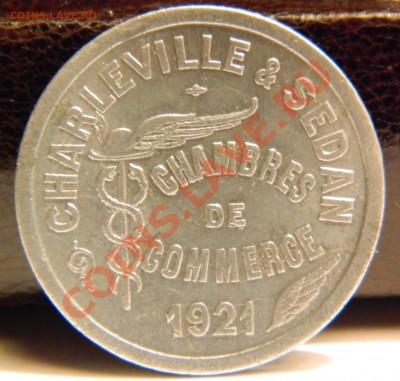 COINS.LAVE.RU
CHARLEVILLE & SEDAN
CHAMBRES
DE
COMMERCE
1921
COINS.LAVE.RU